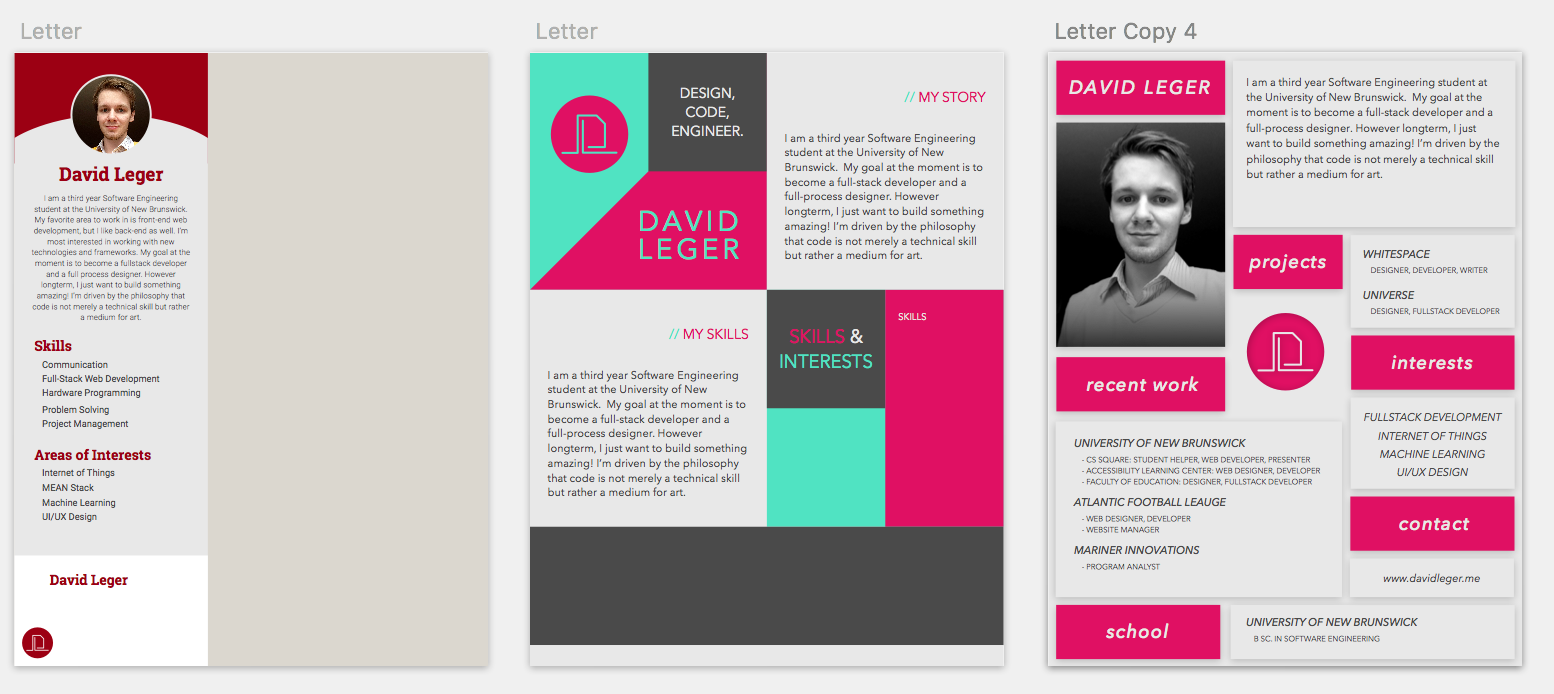 Letter
David Leger
I am a third year Software Engineering
student at the University of New Brunswick.
My favorite area to work in is front-end web
development, but I like back-end as well. I'm
most interested in working with new
technologies and frameworks. My goal at the
moment is to become a fullstack developer
and a full process designer. However
longterm, I just want to build something
amazing! I'm driven by the philosophy that
code is not merely a technical skill but rather
a medium for art.
Skills
Communication
Full-Stack Web Development
Hardware Programming
Problem Solving
Project Management
Areas of Interests
Internet of Things
MEAN Stack
Machine Learning
UI/UX Design
David Leger
Letter
DESIGN,
CODE,
ENGINEER.
DAVID
LEGER
// MY STORY
I am a third year Software Engineering
student at the University of New
Brunswick. My goal at the moment is to
become a full-stack developer and a
full-process designer. However
longterm, I just want to build something
amazing! I'm driven by the philosophy
that code is not merely a technical skill
but rather a medium for art.
// MY SKILLS
I am a third year Software Engineering
student at the University of New
Brunswick. My goal at the moment is to
become a full-stack developer and a
full-process designer. However
longterm, I just want to build something
amazing! I'm driven by the philosophy
that code is not merely a technical skill
but rather a medium for art.
SKILLS &
INTERESTS
SKILLS
Letter Copy 4
DAVID LEGER
I am a third year Software Engineering student at
the University of New Brunswick. My goal at the
moment is to become a full-stack developer and
full-process designer. However longterm, I just
want to build something amazing! I'm driven by the
philosophy that code is not merely a technical skill
but rather a medium for art.
projects
WHITESPACE
DESIGNER, DEVELOPER, WRITER
UNIVERSE
DESIGNER, FULLSTACK DEVELOPER
recent work
UNIVERSITY OF NEW BRUNSWICK
- CS SQUARE: STUDENT HELPER, WEB DEVELOPER, PRESENTER
- ACCESSIBILITY LEARNING CENTER: WEB DESIGNER, DEVELOPER
- FACULTY OF EDUCATION: DESIGNER, FULLSTACK DEVELOPER
ATLANTIC FOOTBALL LEAUGE
- WEB DESIGNER, DEVELOPER
- WEBSITE MANAGER
MARINER INNOVATIONS
- PROGRAM ANALYST
interests
FULLSTACK DEVELOPMENT
INTERNET OF THINGS
MACHINE LEARNING
UI/UX DESIGN
contact
www.davidleger.me
school
UNIVERSITY OF NEW BRUNSWICK
B SC. IN SOFTWARE ENGINEERING